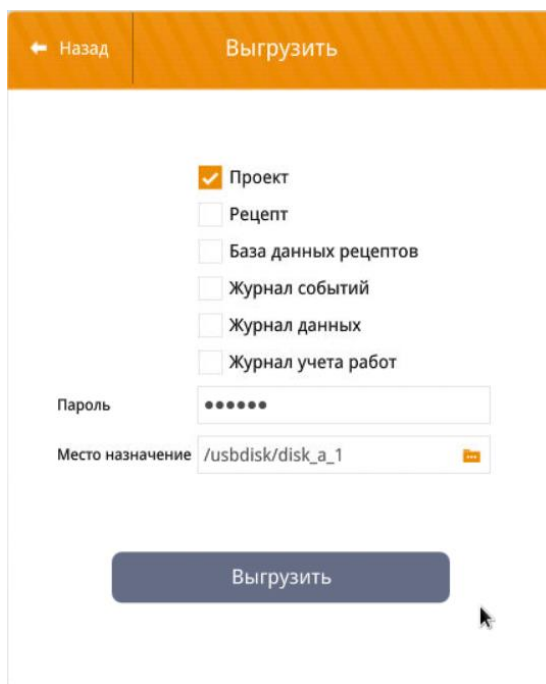 Назад
Выгрузить
Проект
Рецепт
База данных рецептов
Журнал событий
Журнал данных
Журнал учета работ
Пароль ●●●●●●
Место назначение /usbdisk/disk_a_1
Выгрузить